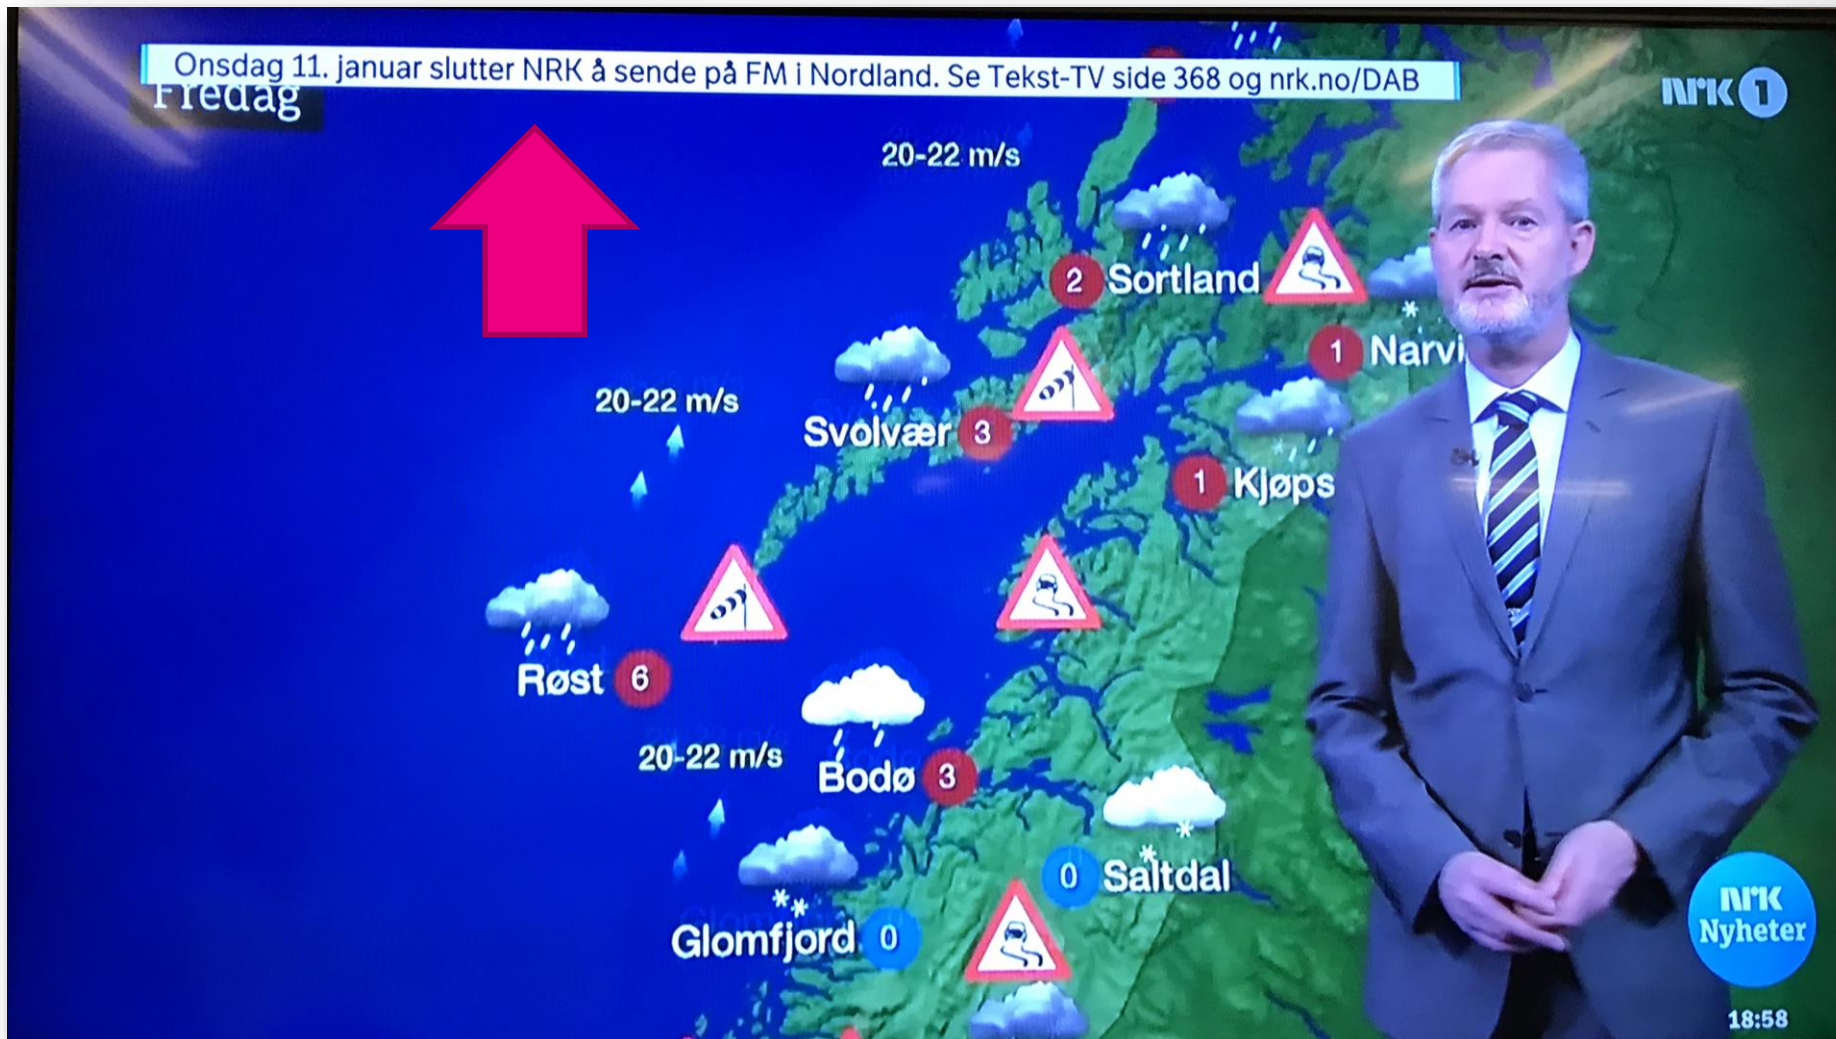 Onsdag 11. januar slutter NRK å sende på FM i Nordland. Se Tekst-TV side 368 og nrk.no/DAB
Fredag
NRK 1
20-22 m/s
2 Sortland
1 Narvi
20-22 m/s
Svolvær 3
1 Kjøps
Røst 6
20-22 m/s
Bodø 3
0 Saltdal
Glomfjord 0
NRK
Nyheter
18:58